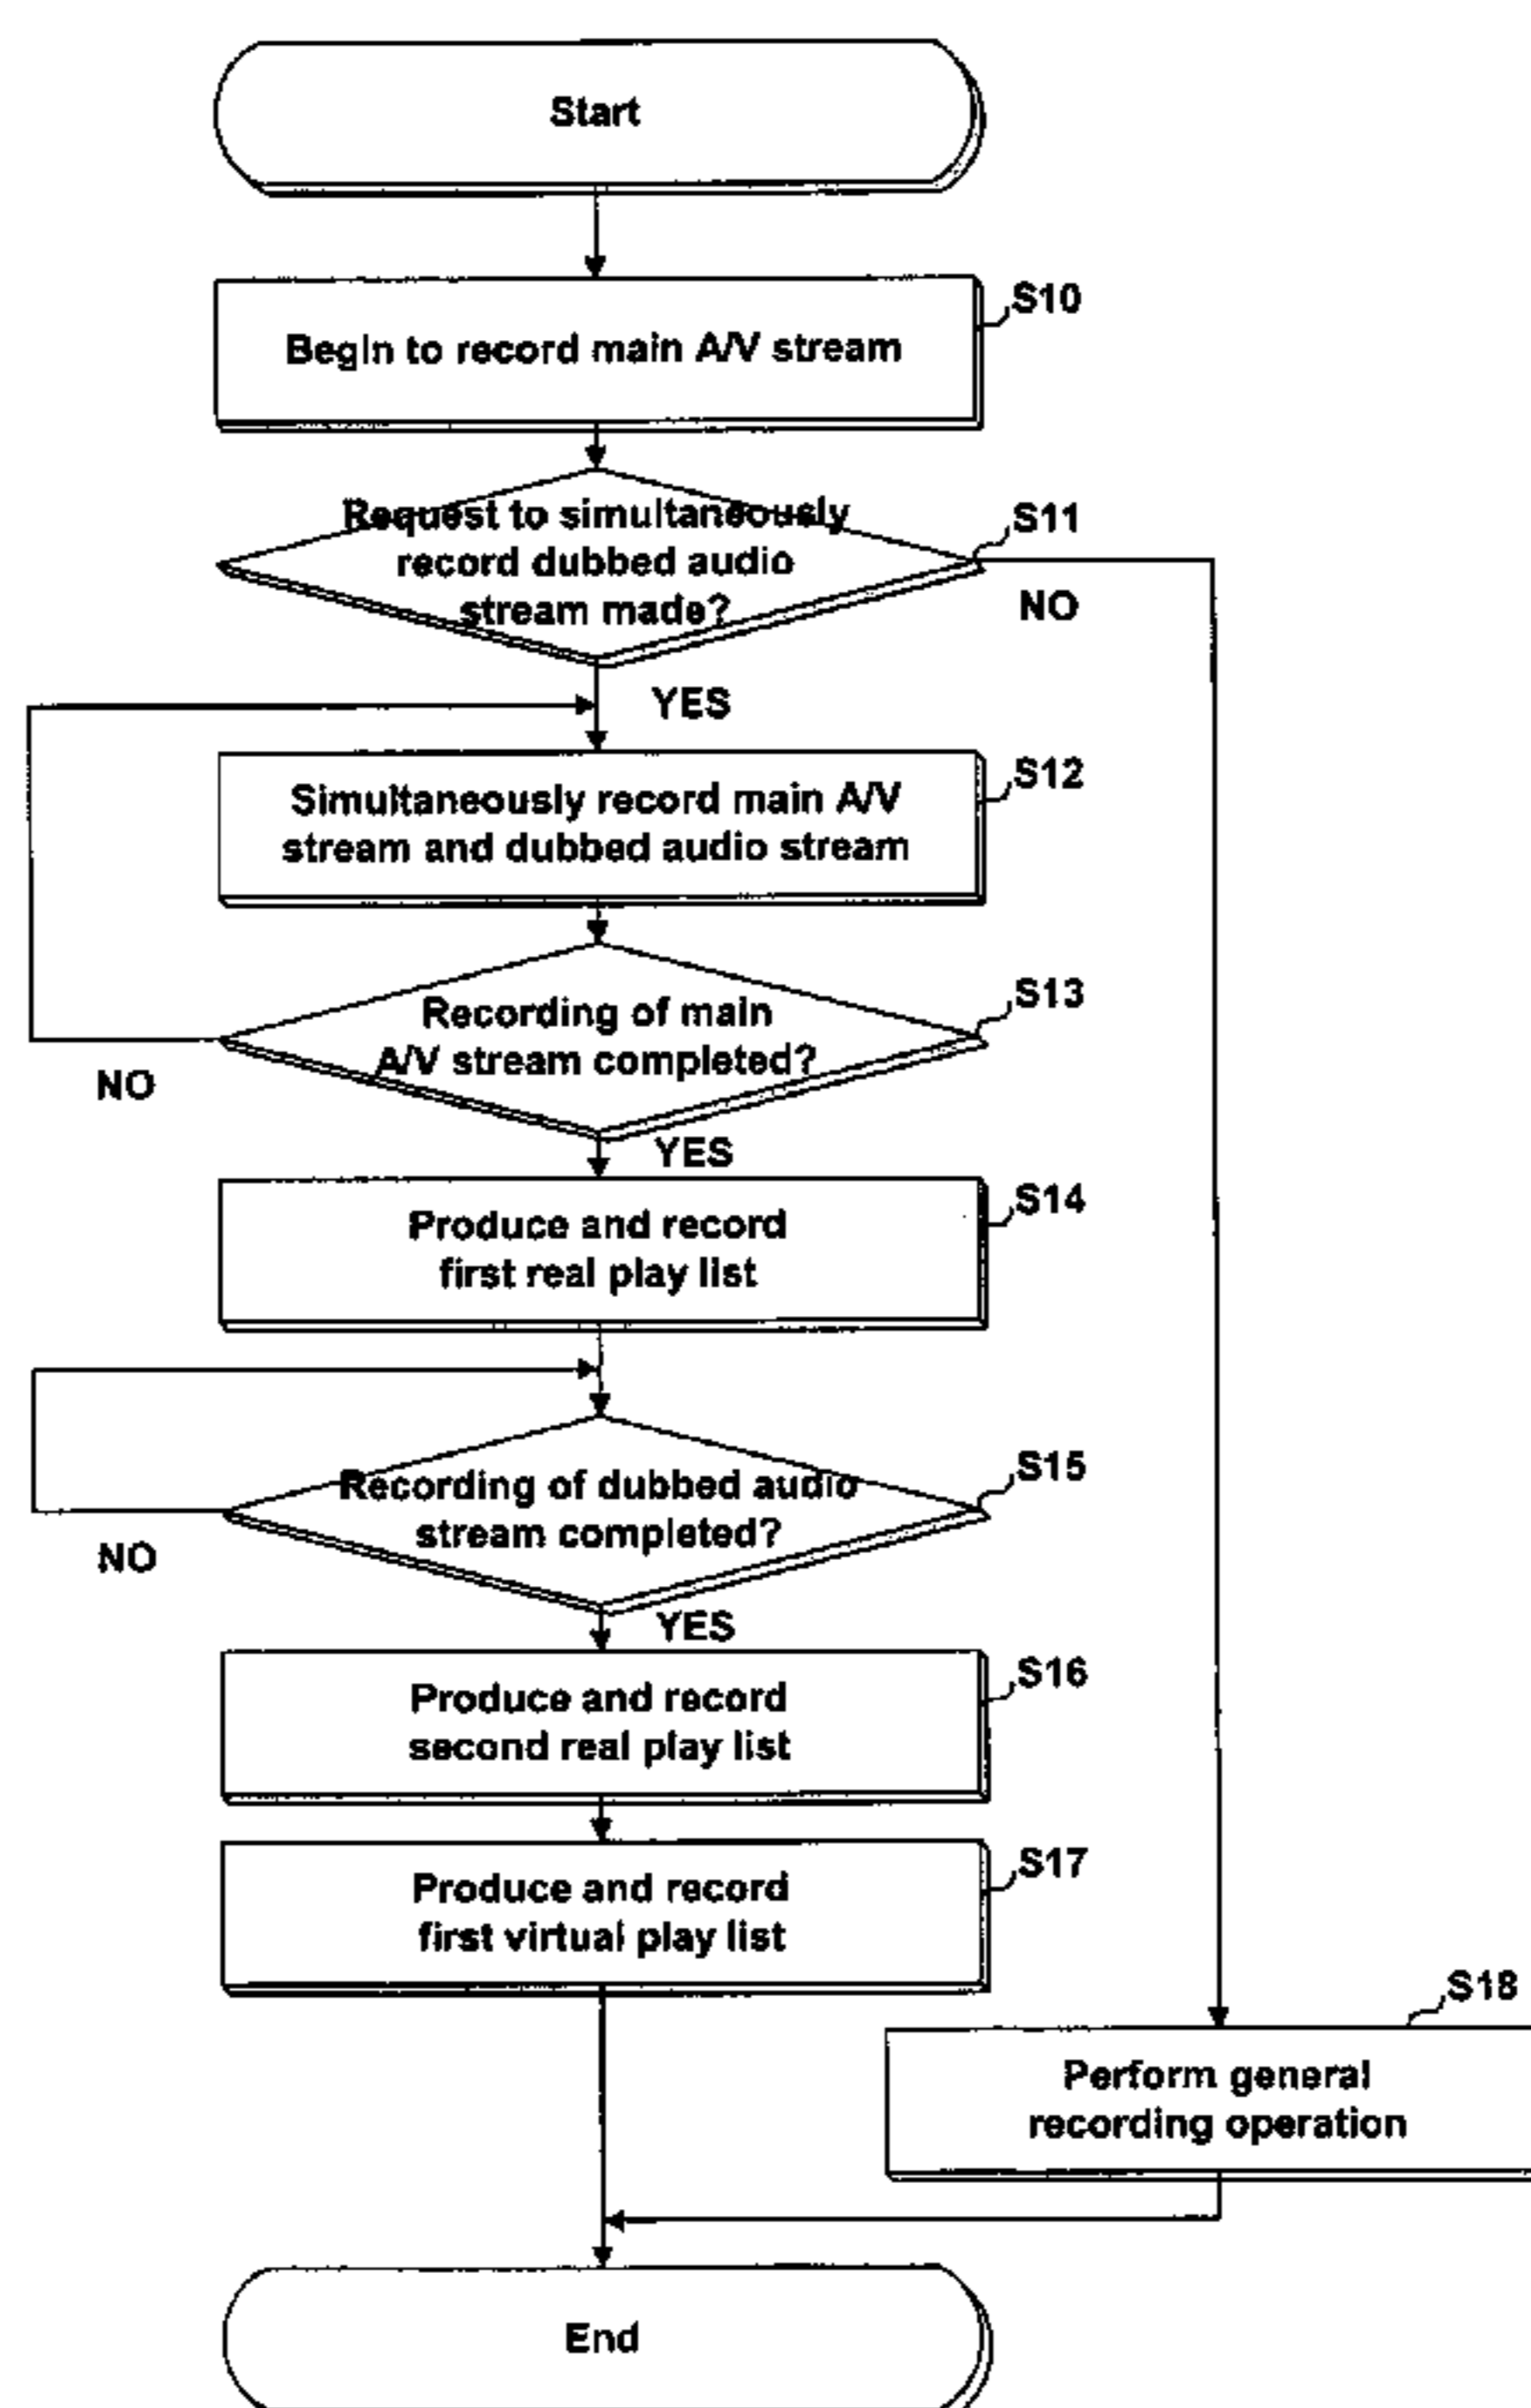 Start
S10
Begin to record main A/V stream
Request to simultaneously
record dubbed audio
stream made?
S11
NO
YES
S12
Simultaneously record main A/V
stream and dubbed audio stream
S13
Recording of main
A/V stream completed?
NO
YES
S14
Produce and record
first real play list
S15
Recording of dubbed audio
stream completed?
NO
YES
S16
Produce and record
second real play list
S17
Produce and record
first virtual play list
S18
Perform general
recording operation
End